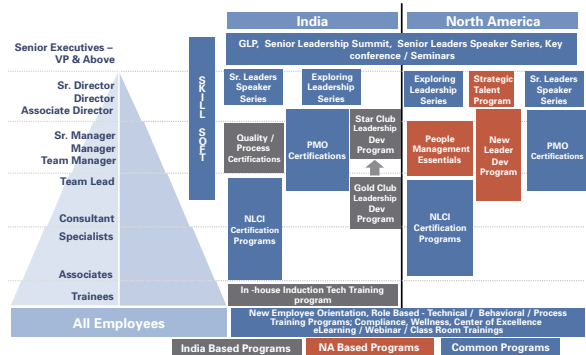 India
North America
Senior Executives –
VP & Above
GLP, Senior Leadership Summit, Senior Leaders Speaker Series, Key
conference / Seminars
SKILL SOFT
Sr. Director
Director
Associate Director
Sr. Leaders
Speaker
Series
Exploring
Leadership
Series
Exploring
Leadership
Series
Strategic
Talent
Program
Sr. Leaders
Speaker
Series
Sr. Manager
Manager
Team Manager
Quality /
Process
Certifications
PMO
Certifications
Star Club
Leadership
Dev
Program
People
Management
Essentials
New
Leader
Dev
Program
PMO
Certifications
Team Lead
Consultant
Specialists
Associates
Gold Club
Leadership
Dev
Program
NLCI
Certification
Programs
NLCI
Certification
Programs
Trainees
In -house Induction Tech Training
program
All Employees
New Employee Orientation, Role Based - Technical / Behavioral / Process
Training Programs; Compliance, Wellness, Center of Excellence
eLearning / Webinar / Class Room Trainings
India Based Programs
NA Based Programs
Common Programs